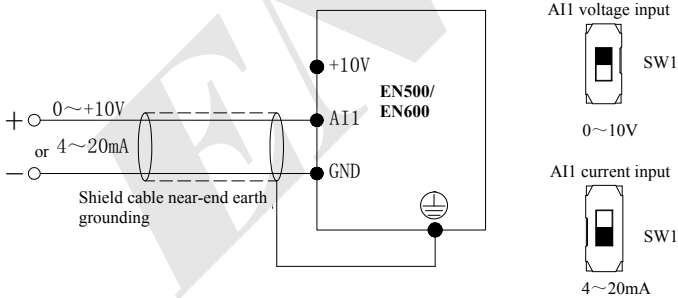 AI1 voltage input
+10V
EN500/
EN600
SW1
+ 0～+10V
AI1
0～10V
or 4～20mA
- GND
AI1 current input
Shield cable near-end earth
grounding
SW1
4～20mA